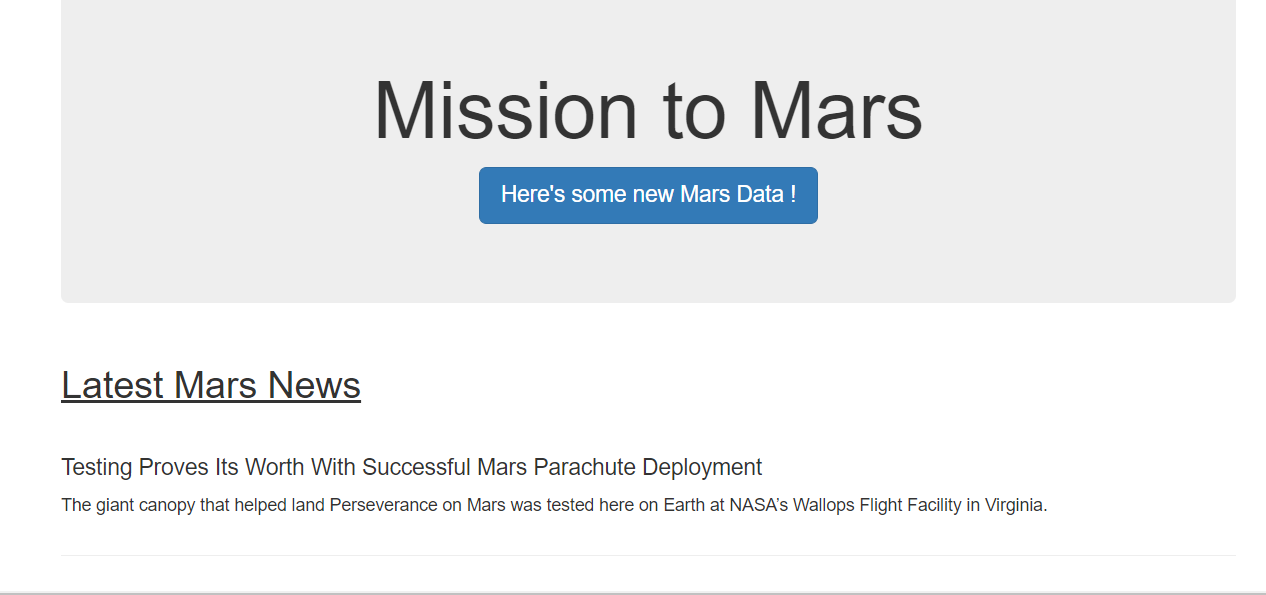 Mission to Mars
Here's some new Mars Data !
Latest Mars News
Testing Proves Its Worth With Successful Mars Parachute Deployment
The giant canopy that helped land Perseverance on Mars was tested here on Earth at NASA’s Wallops Flight Facility in Virginia.